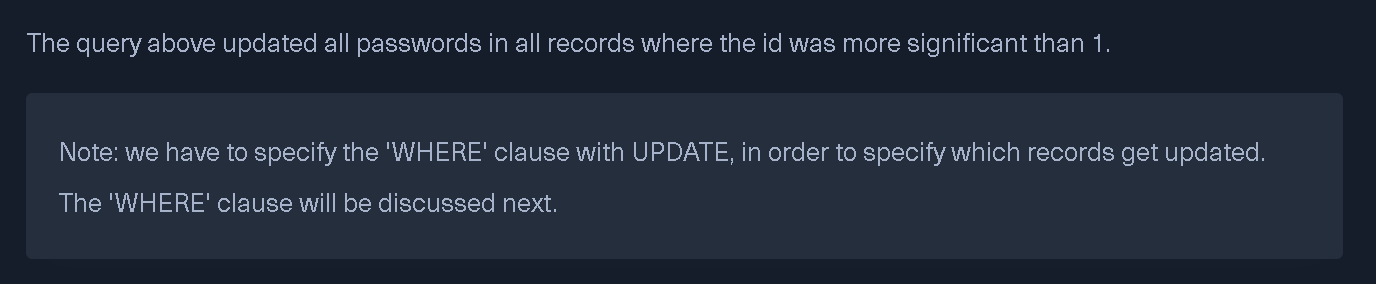 The query above updated all passwords in all records where the id was more significant than 1.
Note: we have to specify the 'WHERE' clause with UPDATE, in order to specify which records get updated.
The 'WHERE' clause will be discussed next.